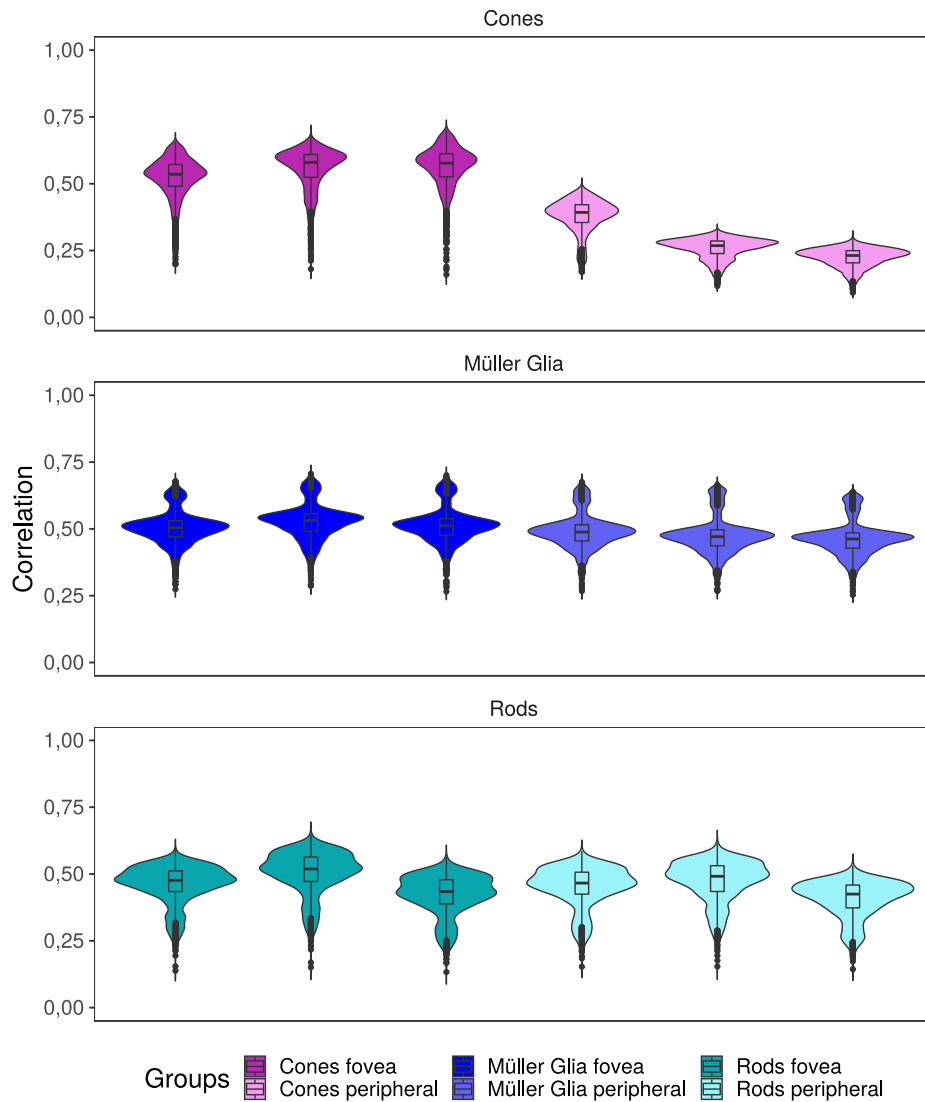 Cones
1,00
0,75
0,50
0,25
0,00
Müller Glia
1,00
0,75
0,50
0,25
0,00
Correlation
Rods
1,00
0,75
0,50
0,25
0,00
Groups
Cones fovea
Cones peripheral
Müller Glia fovea
Müller Glia peripheral
Rods fovea
Rods peripheral